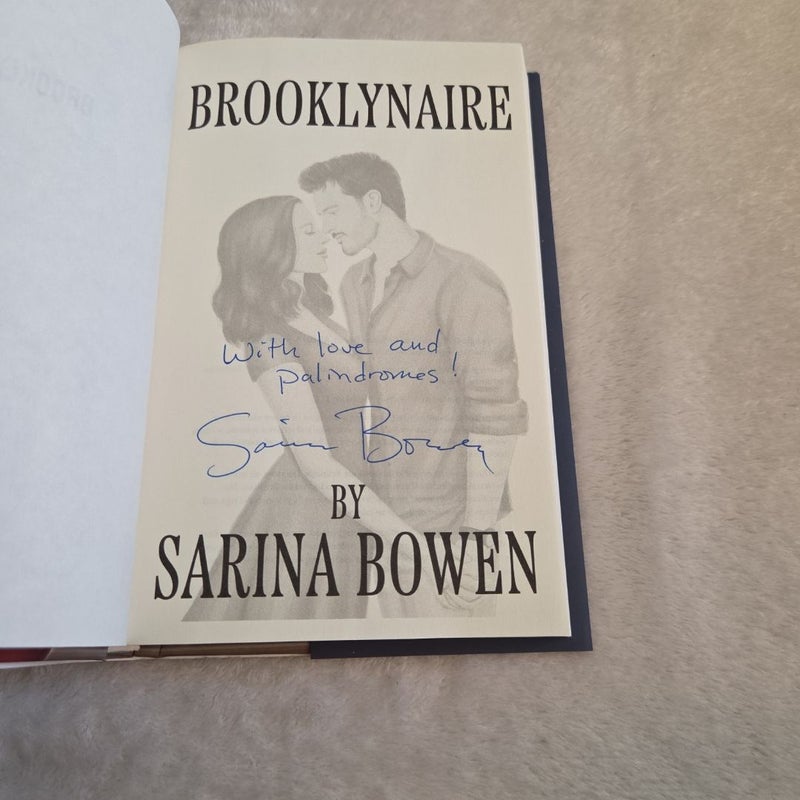 BROOKLYNAIRE
With love and
palindromes!
Sarina Bowen
BY
SARINA BOWEN